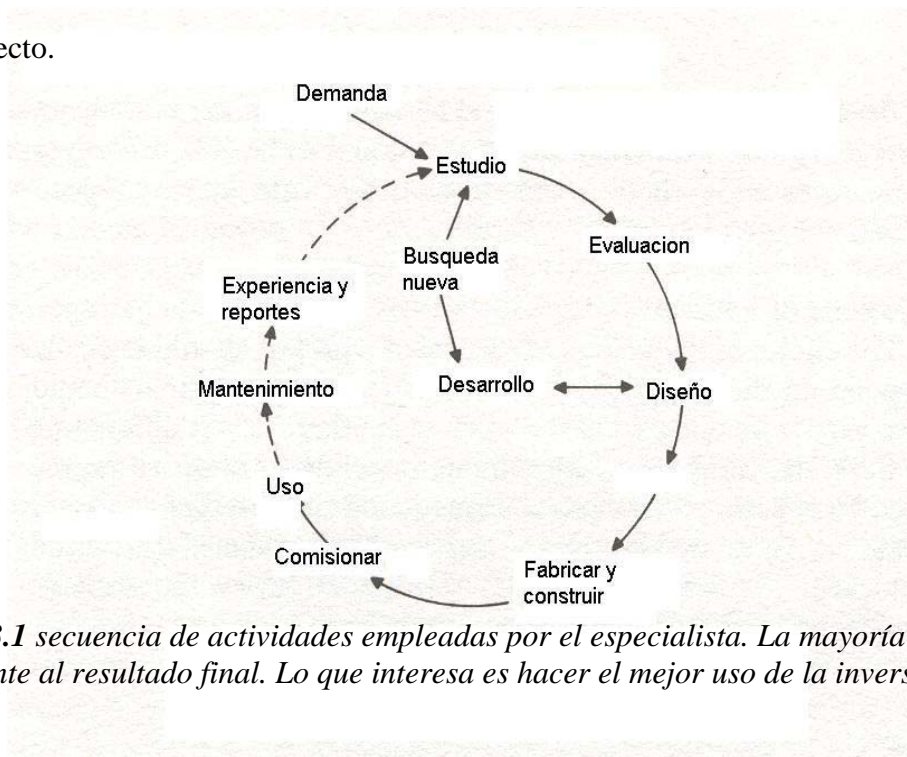 ecto.
Demanda
Estudio
Evaluacion
Busqueda
nueva
Experiencia y
reportes
Desarrollo
Diseño
Mantenimiento
Uso
Comisionar
Fabricar y
construir
3.1 secuencia de actividades empleadas por el especialista. La mayoría
nte al resultado final. Lo que interesa es hacer el mejor uso de la invers